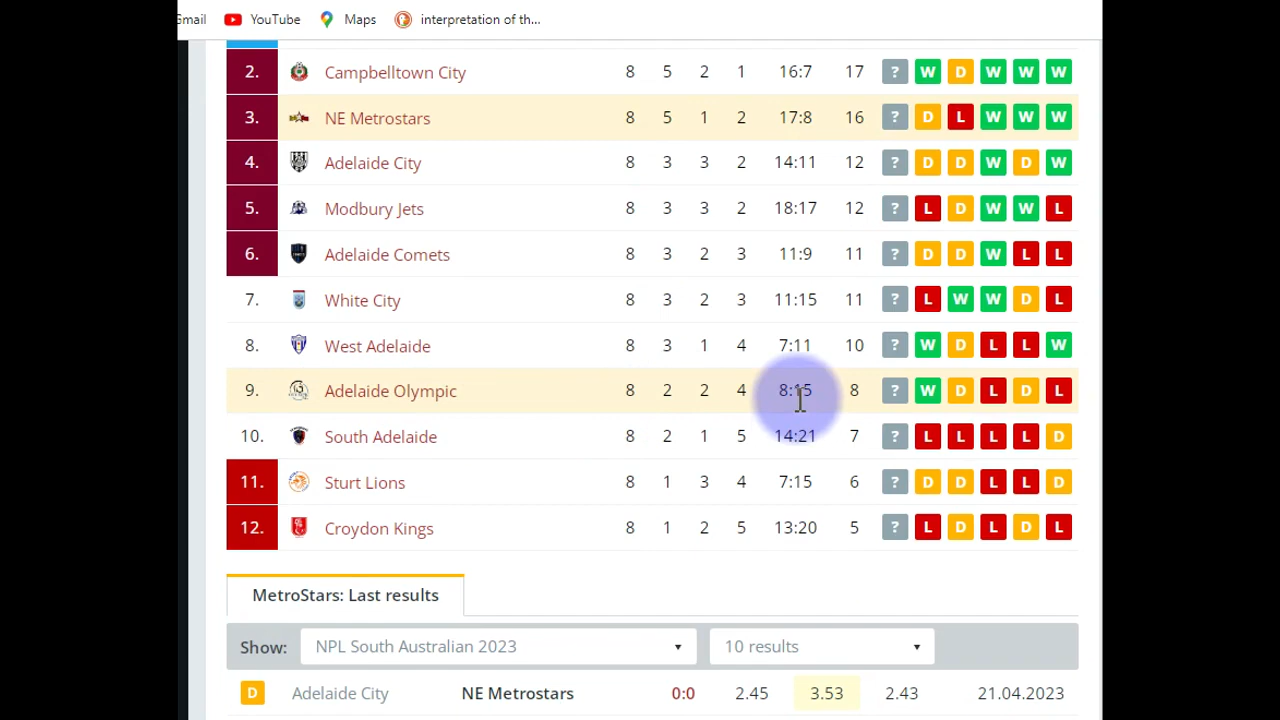 Gmail YouTube Maps interpretation of th...
2. Campbelltown City 8 5 2 1 16:7 17 ? W D W W W
3. NE Metrostars 8 5 1 2 17:8 16 ? D L W W W
4. Adelaide City 8 3 3 2 14:11 12 ? D D W D W
5. Modbury Jets 8 3 3 2 18:17 12 ? L D W W L
6. Adelaide Comets 8 3 2 3 11:9 11 ? D D W L L
7. White City 8 3 2 3 11:15 11 ? L W W D L
8. West Adelaide 8 3 1 4 7:11 10 ? W D L L W
9. Adelaide Olympic 8 2 2 4 8:15 8 ? W D L D L
10. South Adelaide 8 2 1 5 14:21 7 ? L L L L D
11. Sturt Lions 8 1 3 4 7:15 6 ? D D L L D
12. Croydon Kings 8 1 2 5 13:20 5 ? L D L D L
MetroStars: Last results
Show: NPL South Australian 2023 10 results
D Adelaide City NE Metrostars 0:0 2.45 3.53 2.43 21.04.2023